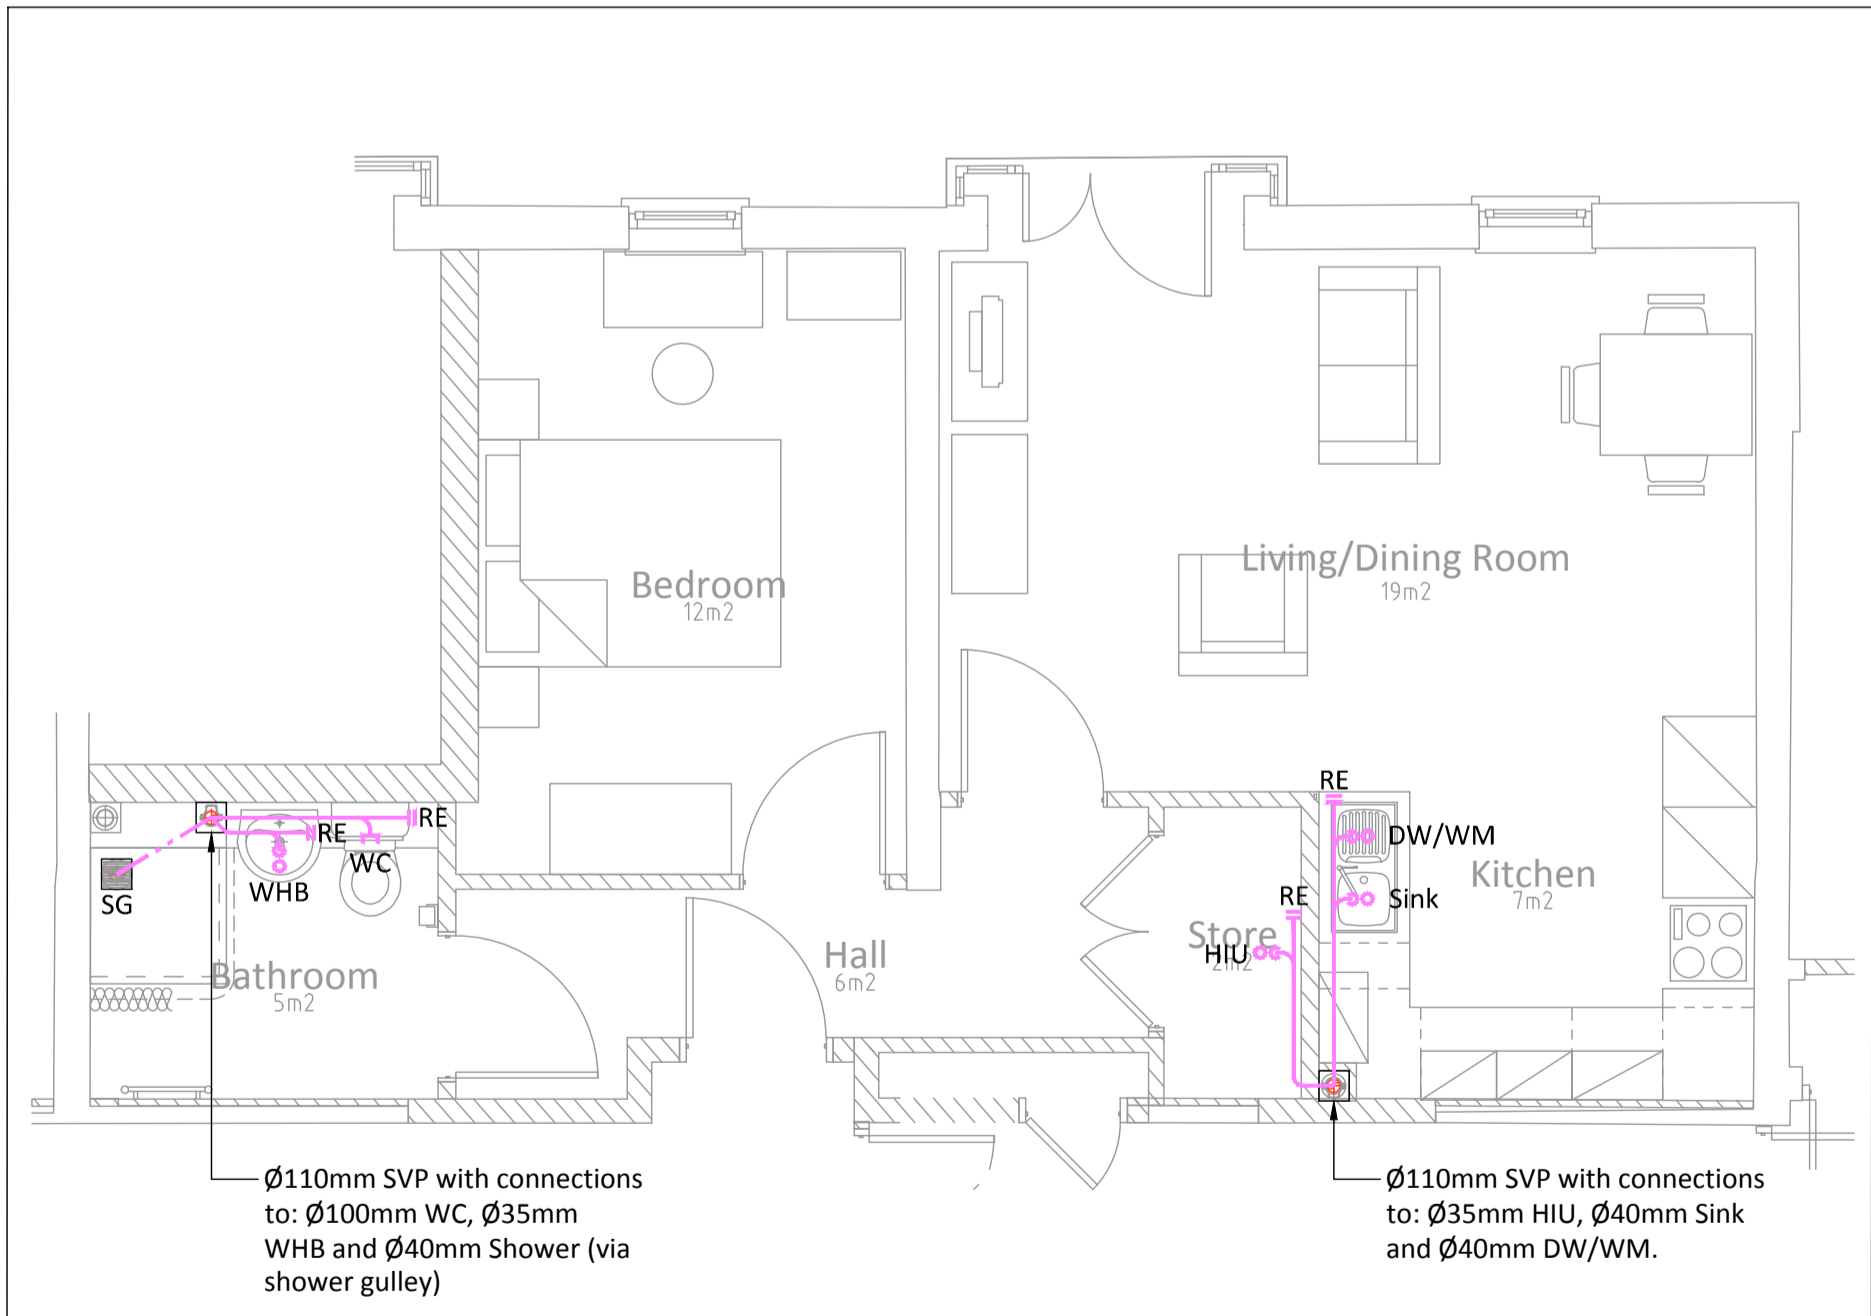 Living/Dining Room
19m2
Bedroom
12m2
RE
RE
RE
WC
WHB
SG
DW/WM
Kitchen
7m2
Sink
RE
Store
2m2
HIU
Hall
6m2
Bathroom
5m2
Ø110mm SVP with connections
to: Ø100mm WC, Ø35mm
WHB and Ø40mm Shower (via
shower gulley)
Ø110mm SVP with connections
to: Ø35mm HIU, Ø40mm Sink
and Ø40mm DW/WM.